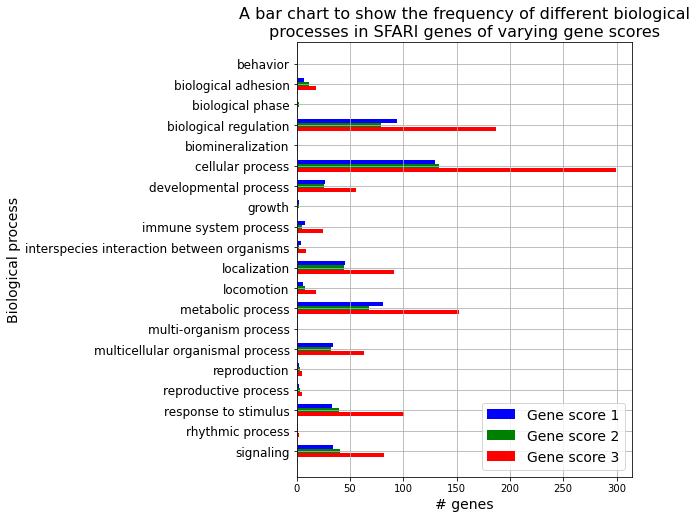 A bar chart to show the frequency of different biological
processes in SFARI genes of varying gene scores
Biological process
behavior
biological adhesion
biological phase
biological regulation
biomineralization
cellular process
developmental process
growth
immune system process
interspecies interaction between organisms
localization
locomotion
metabolic process
multi-organism process
multicellular organismal process
reproduction
reproductive process
response to stimulus
rhythmic process
signaling
Gene score 1
Gene score 2
Gene score 3
0 50 100 150 200 250 300
# genes